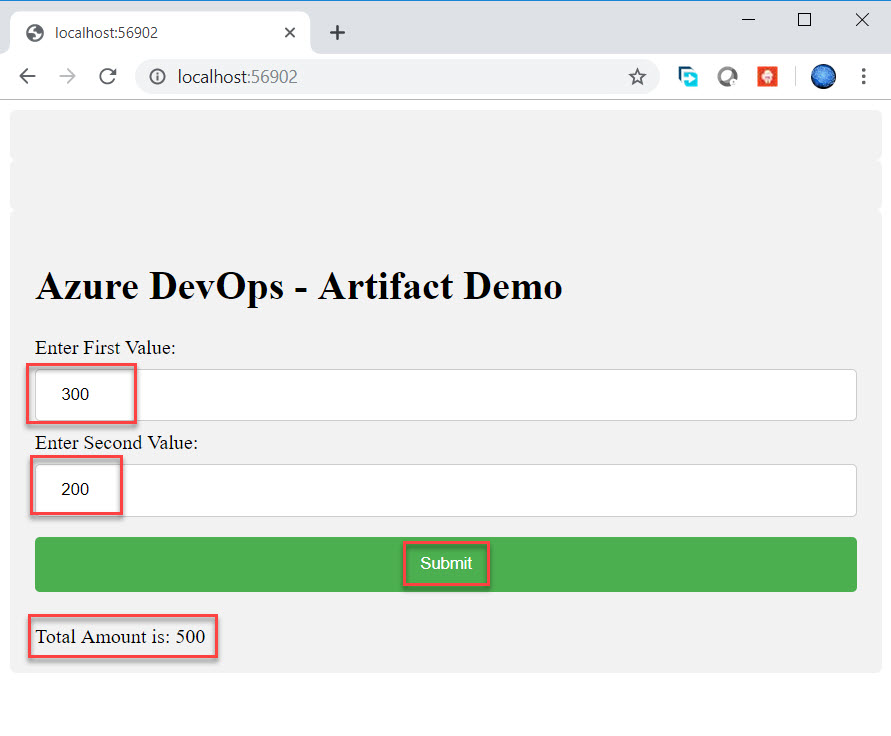 localhost:56902
localhost:56902
Azure DevOps - Artifact Demo
Enter First Value:
300
Enter Second Value:
200
Submit
Total Amount is: 500